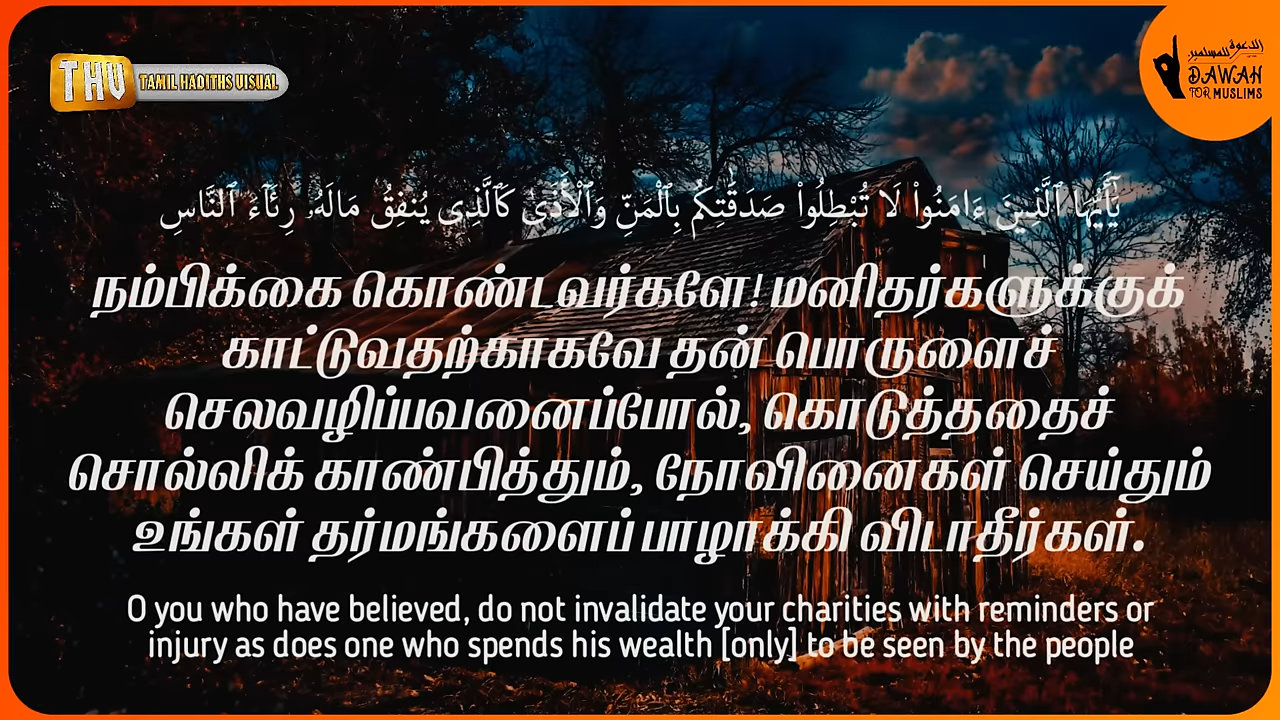 THV TAMIL HADITHS VISUAL
الدعوة للمسلمين
DAWAH
FOR MUSLIMS
يَٰٓأَيُّهَا ٱلَّذِينَ ءَامَنُوا۟ لَا تُبْطِلُوا۟ صَدَقَٰتِكُم بِٱلْمَنِّ وَٱلْأَذَىٰ كَٱلَّذِى يُنفِقُ مَالَهُۥ رِئَآءَ ٱلنَّاسِ
நம்பிக்கை கொண்டவர்களே! மனிதர்களுக்குக்
காட்டுவதற்காகவே தன் பொருளைச்
செலவழிப்பவனைப்போல், கொடுத்ததைச்
சொல்லிக் காண்பித்தும், நோவினைகள் செய்தும்
உங்கள் தர்மங்களைப் பாழாக்கி விடாதீர்கள்.
O you who have believed, do not invalidate your charities with reminders or
injury as does one who spends his wealth [only] to be seen by the people